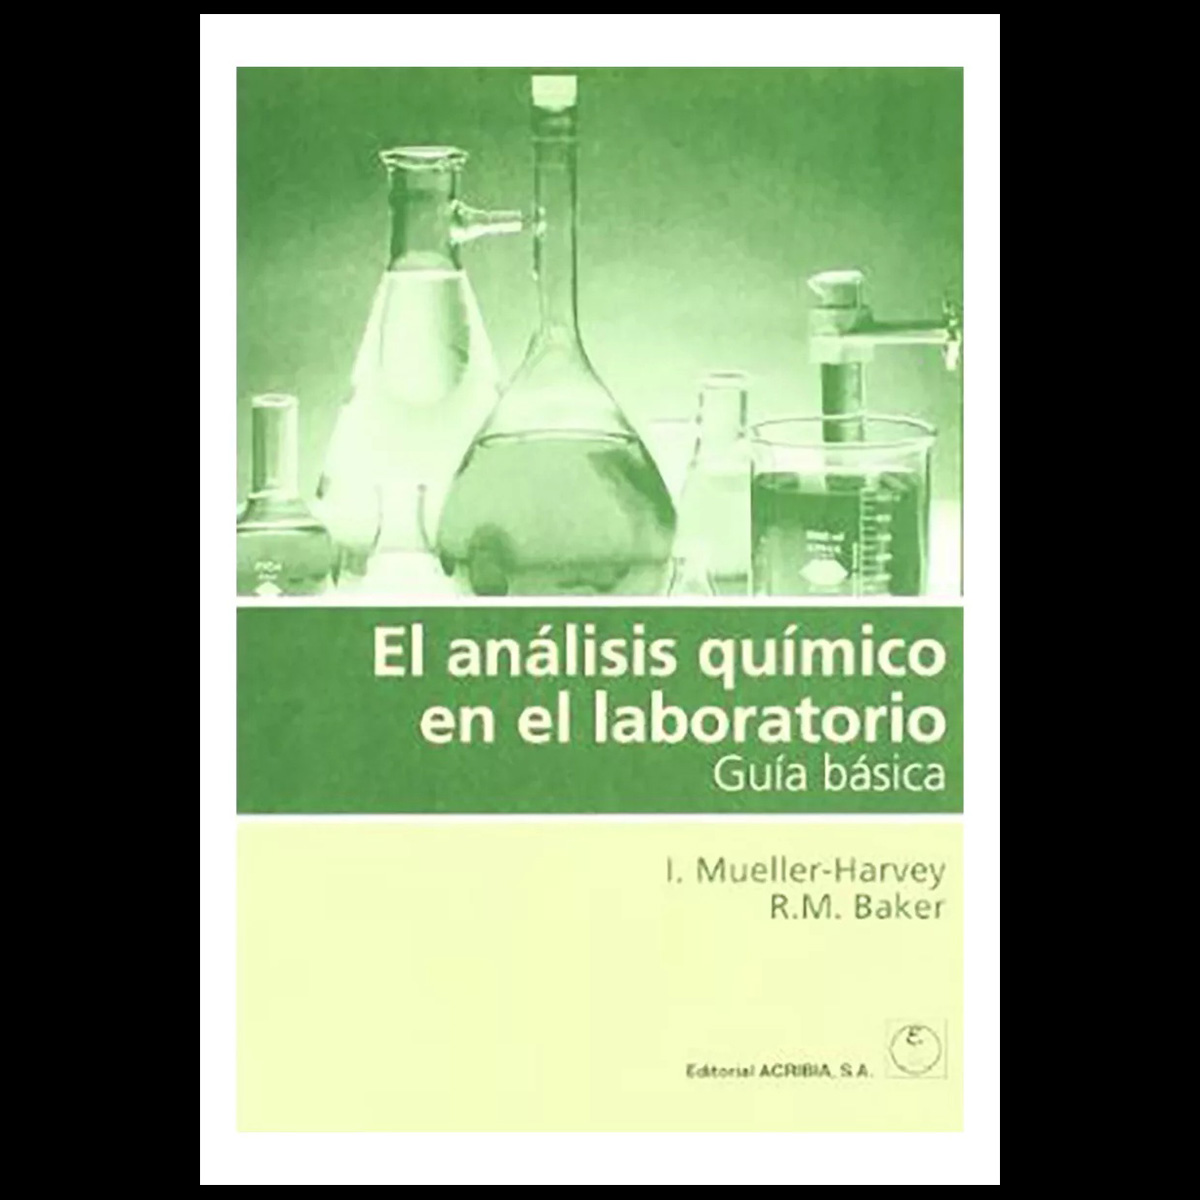 El análisis químico
en el laboratorio
Guía básica
I. Mueller-Harvey
R.M. Baker
Editorial ACRIBIA, S.A.